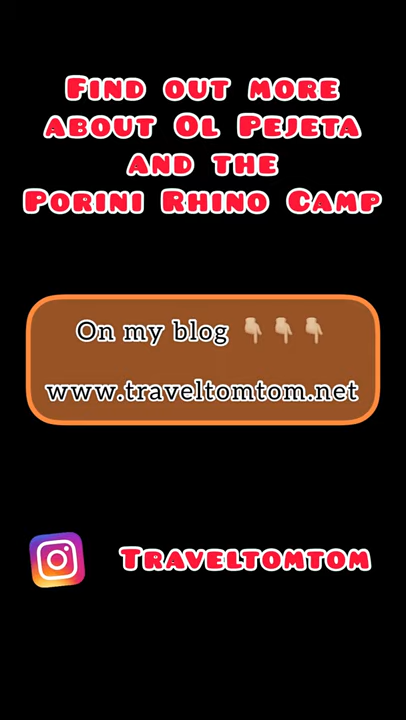 Find out more
about Ol Pejeta
and the
Porini Rhino Camp
On my blog 👇🏼👇🏼👇🏼
www.traveltomtom.net
Traveltomtom